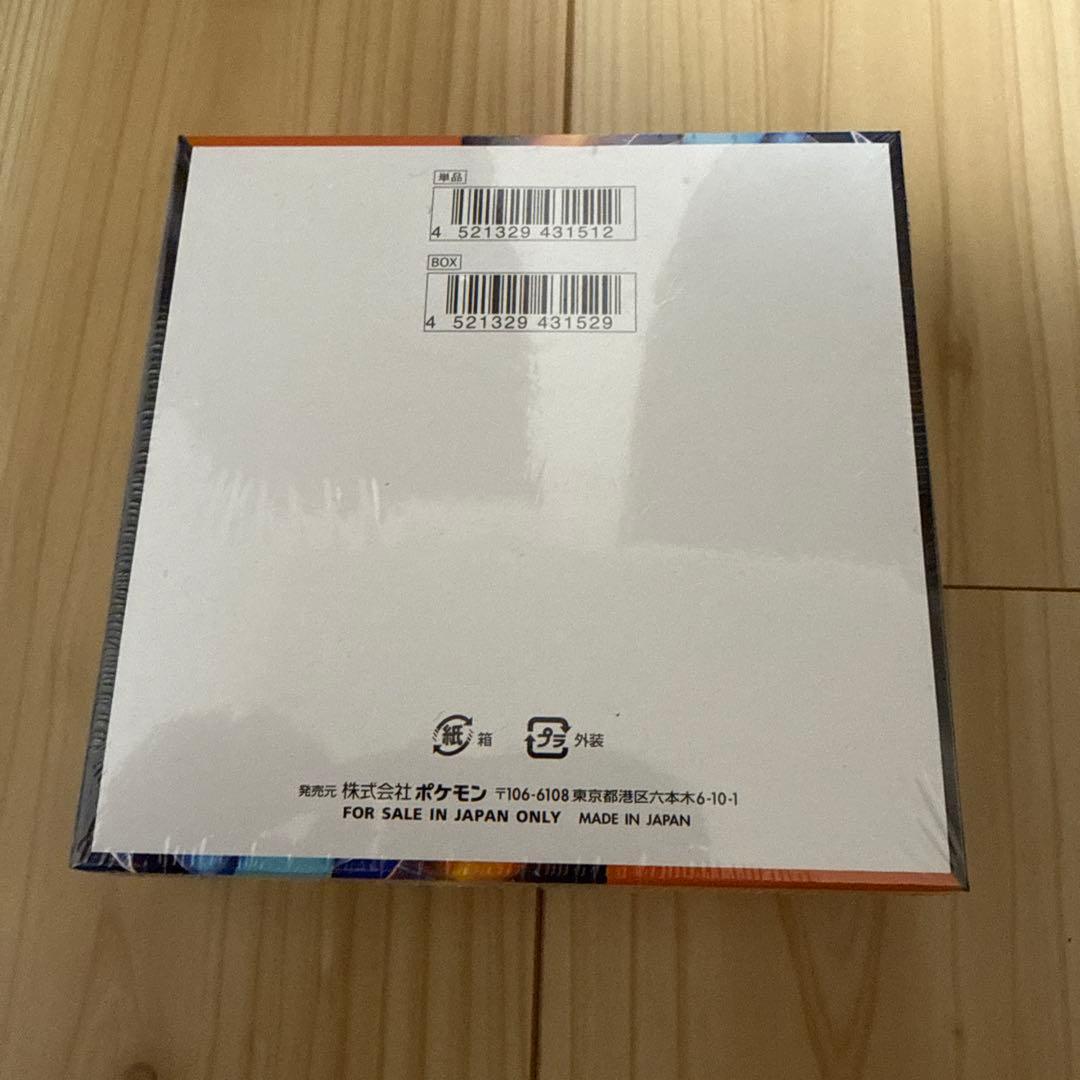 単品
4 521329 431512
BOX
4 521329 431529
紙 箱 プラ 外装
発売元 株式会社 ポケモン 〒106-6108 東京都港区六本木6-10-1
FOR SALE IN JAPAN ONLY MADE IN JAPAN